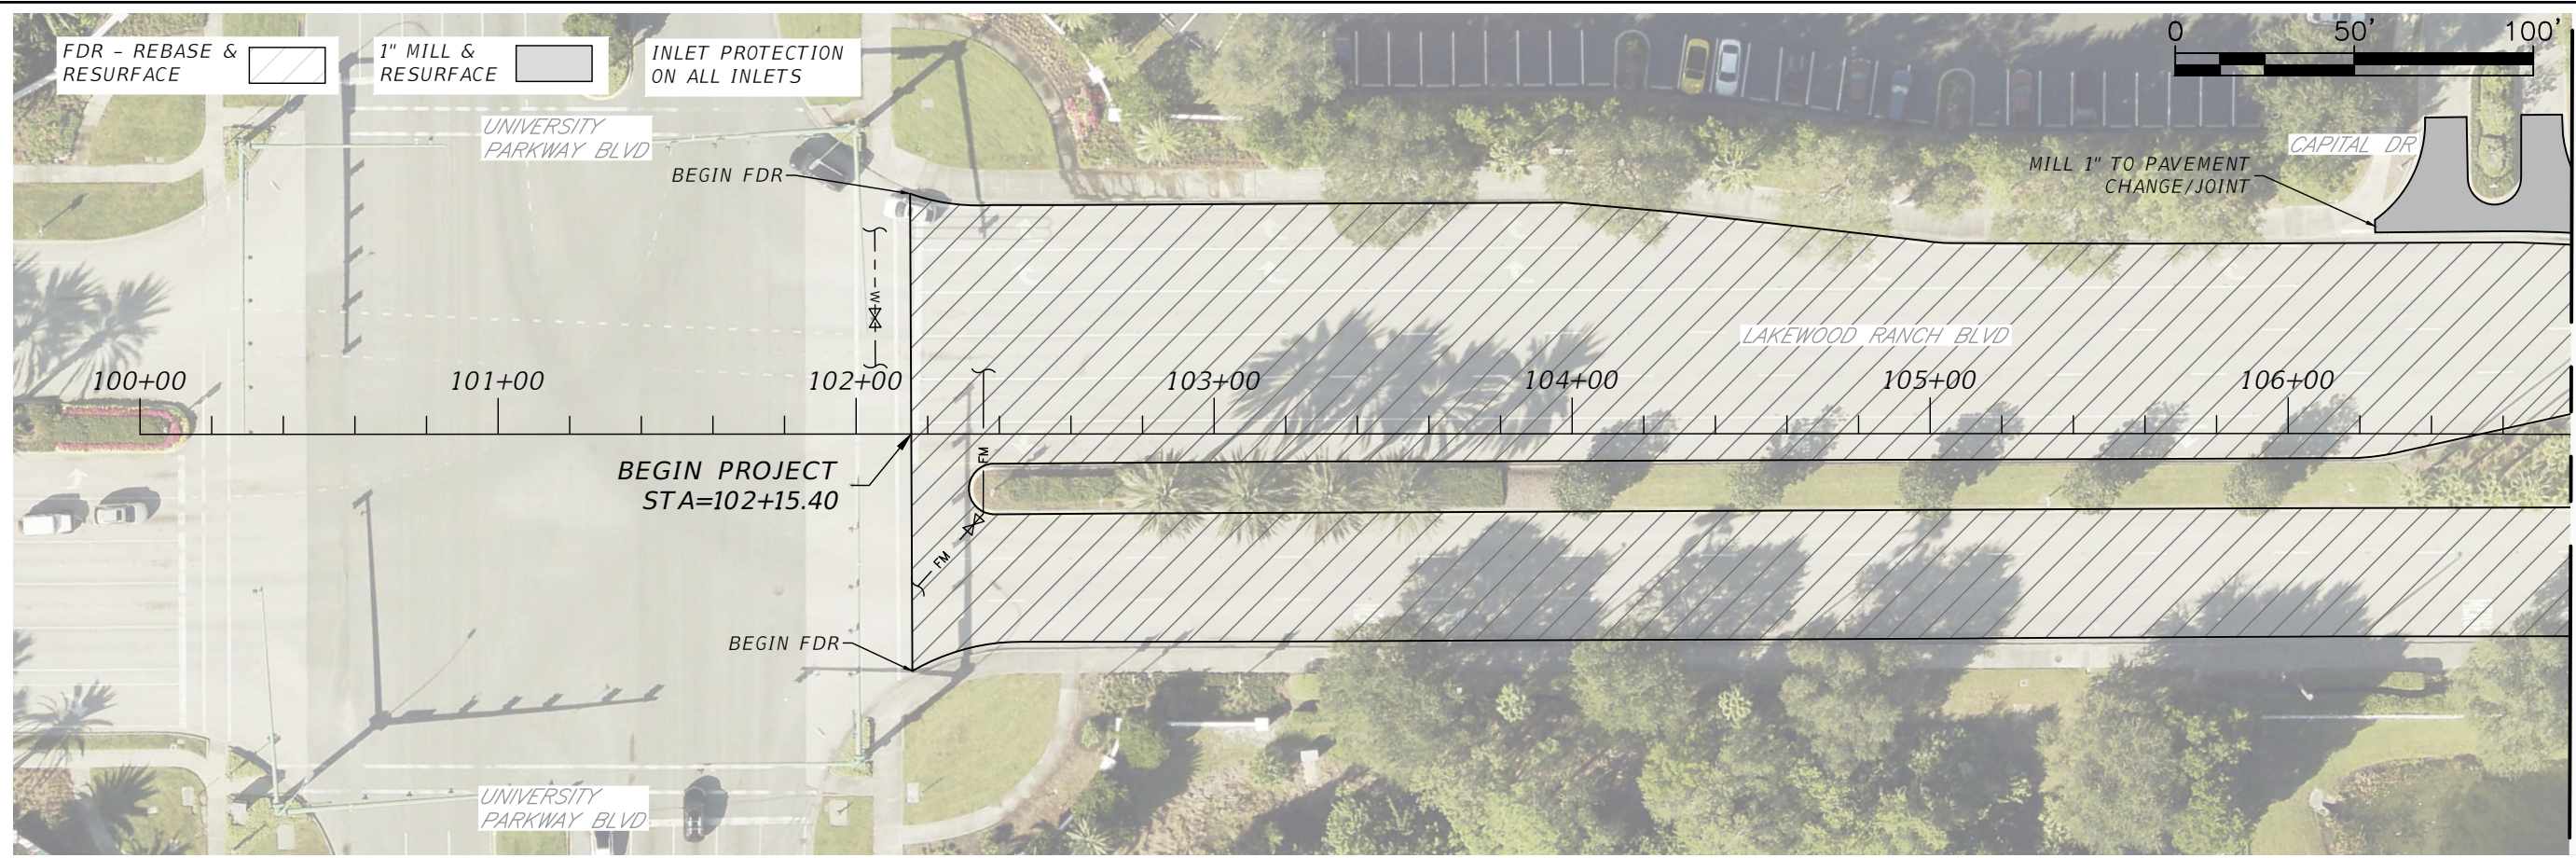 FDR - REBASE &
RESURFACE
1" MILL &
RESURFACE
INLET PROTECTION
ON ALL INLETS
0 50' 100'
UNIVERSITY
PARKWAY BLVD
BEGIN FDR
CAPITAL DR
MILL 1" TO PAVEMENT
CHANGE/JOINT
W
LAKEWOOD RANCH BLVD
100+00 101+00 102+00 103+00 104+00 105+00 106+00
FM
BEGIN PROJECT
STA=102+15.40
FM
BEGIN FDR
UNIVERSITY
PARKWAY BLVD